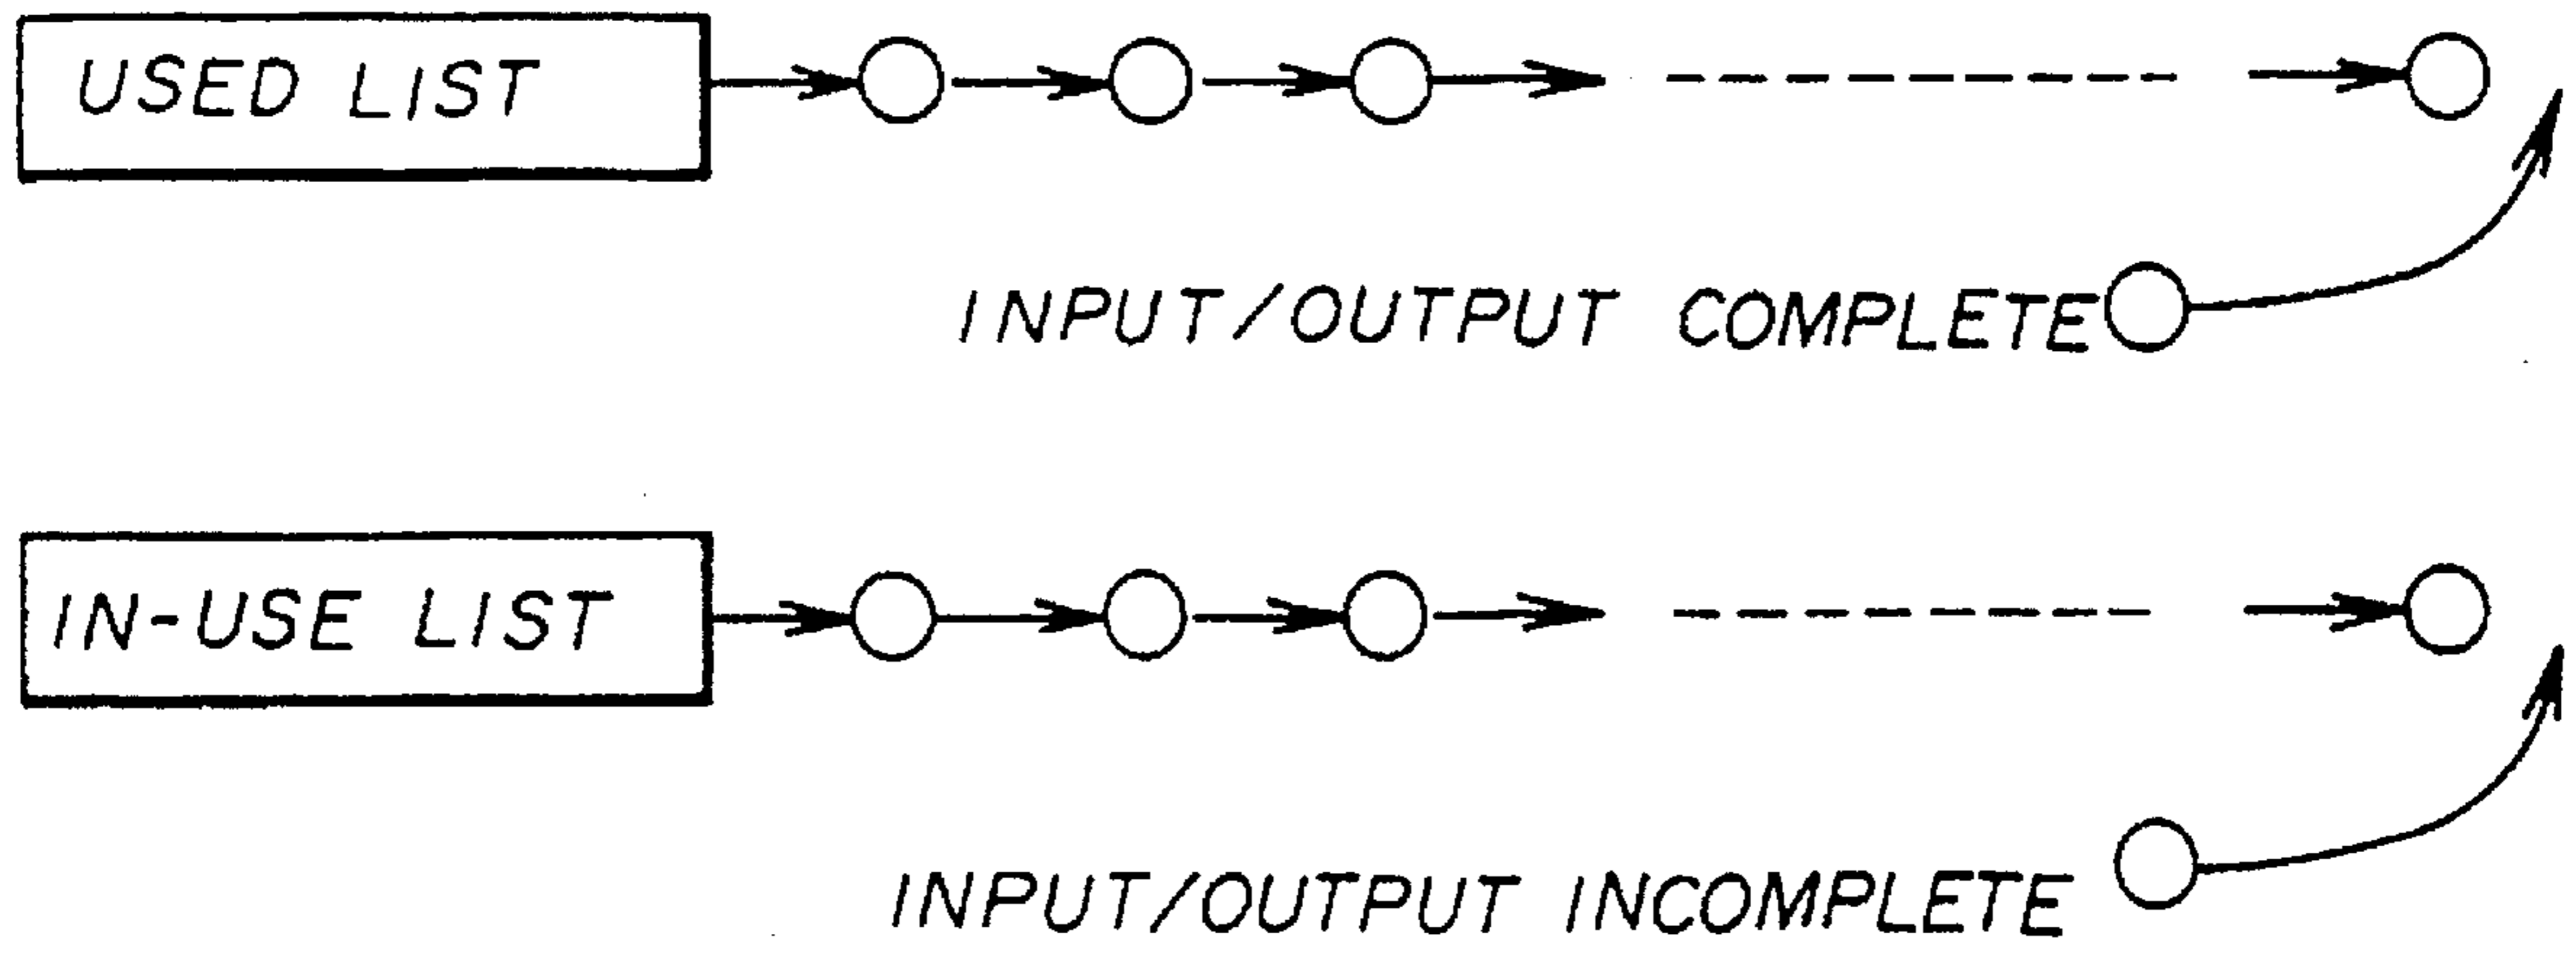 USED LIST
INPUT/OUTPUT COMPLETE
IN-USE LIST
INPUT/OUTPUT INCOMPLETE